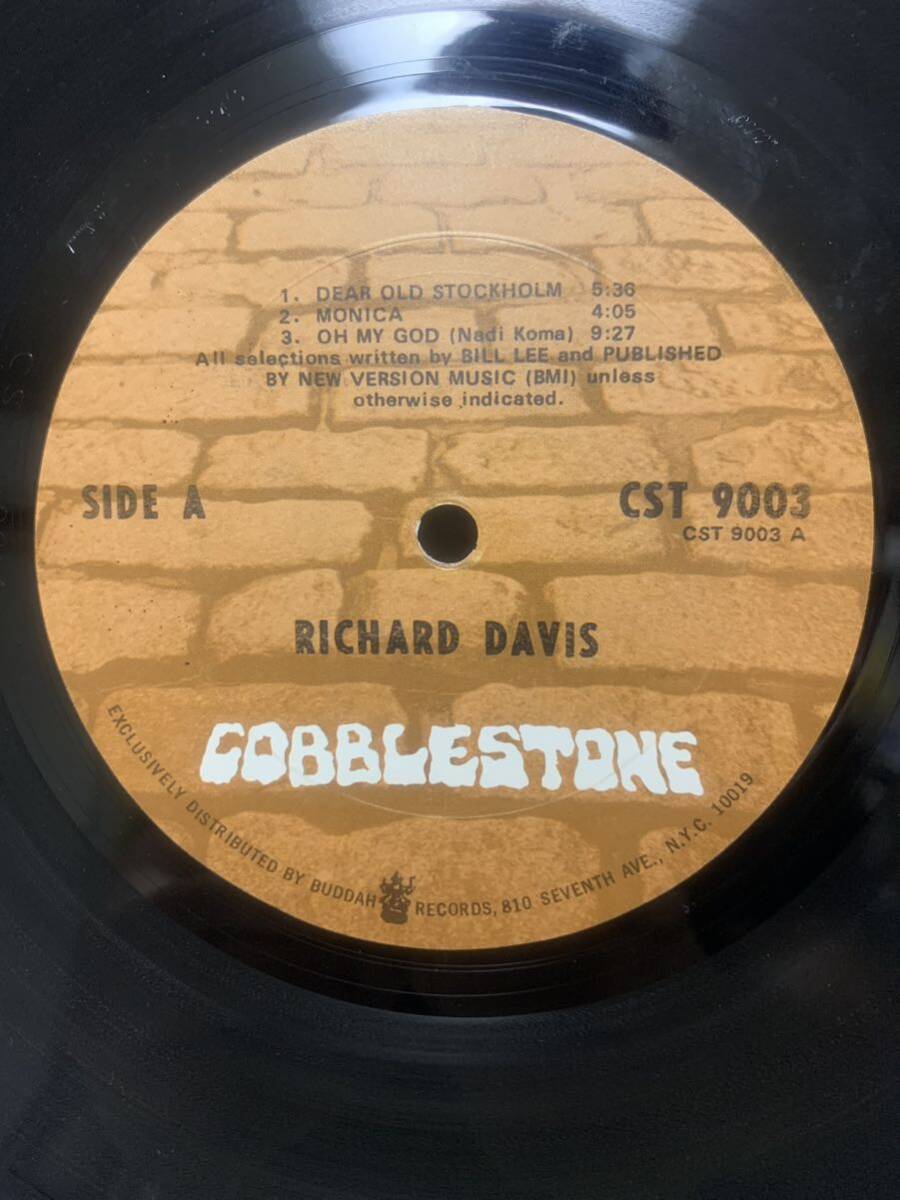 1. DEAR OLD STOCKHOLM 5:36
2. MONICA 4:05
3. OH MY GOD (Nadi Koma) 9:27
All selections written by BILL LEE and PUBLISHED
BY NEW VERSION MUSIC (BMI) unless
otherwise indicated.
SIDE A
CST 9003
CST 9003 A
RICHARD DAVIS
COBBLESTONE
EXCLUSIVELY DISTRIBUTED BY BUDDAH RECORDS, 810 SEVENTH AVE., N.Y.C. 10019